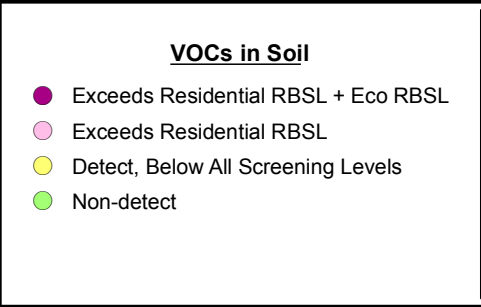 VOCs in Soil
Exceeds Residential RBSL + Eco RBSL
Exceeds Residential RBSL
Detect, Below All Screening Levels
Non-detect